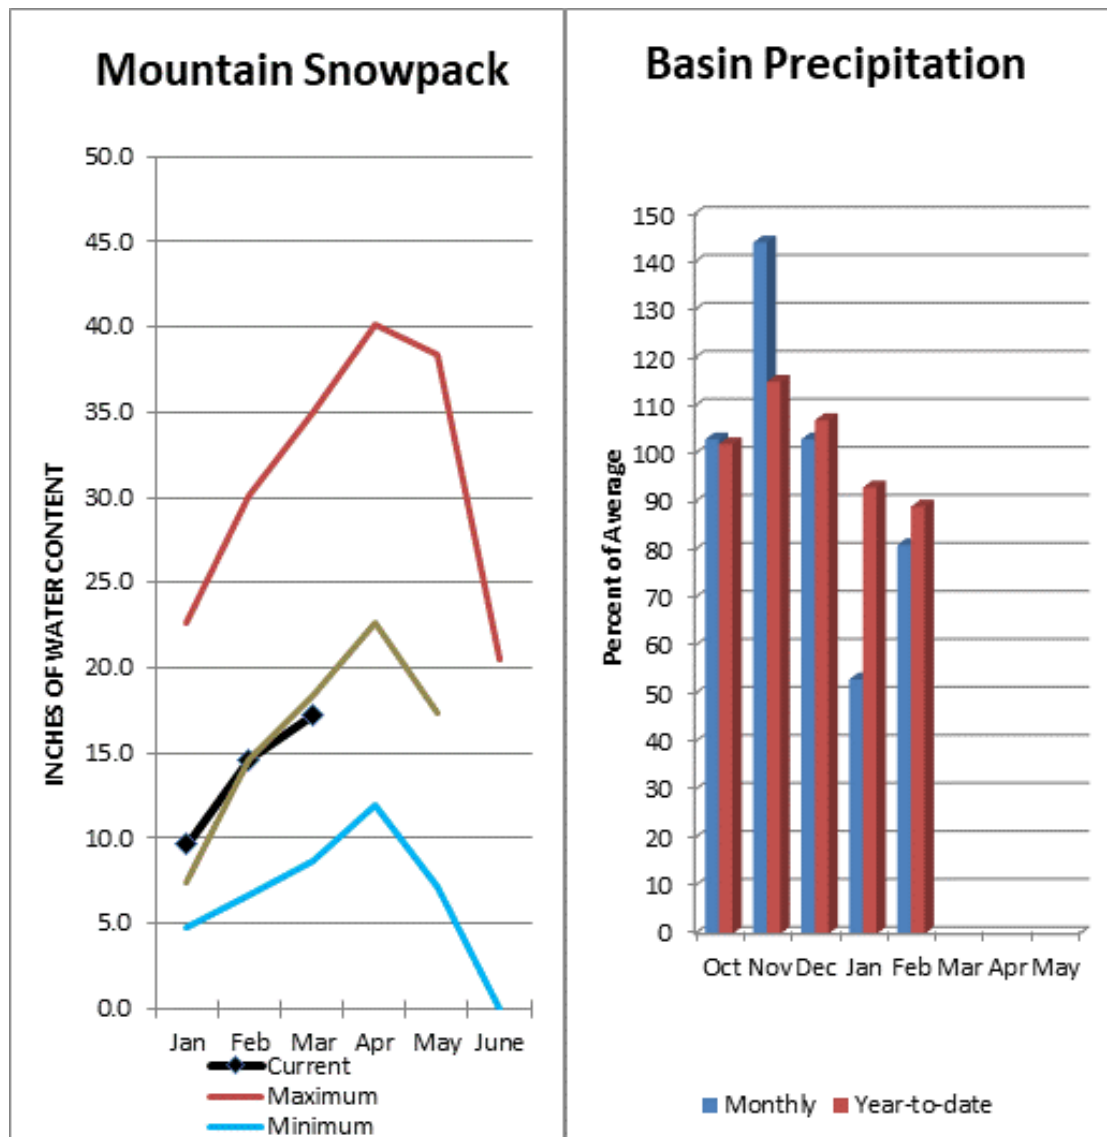 Mountain Snowpack
INCHES OF WATER CONTENT
50.0
45.0
40.0
35.0
30.0
25.0
20.0
15.0
10.0
5.0
0.0
Jan Feb Mar Apr May June
Current
Maximum
Minimum
Basin Precipitation
Percent of Average
150
140
130
120
110
100
90
80
70
60
50
40
30
20
10
0
Oct Nov Dec Jan Feb Mar Apr May
Monthly Year-to-date